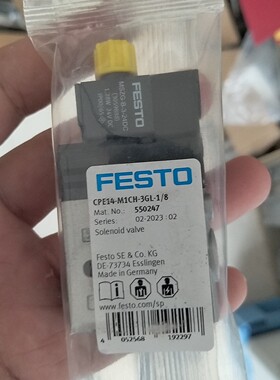 FESTO
FESTO
CPE14-M1CH-3GL-1/8
Mat. No.: 550247
Series: 02-2023 : 02
Solenoid valve
Festo SE & Co. KG
DE-73734 Esslingen
Made in Germany
www.festo.com/sp
4 052568 192297